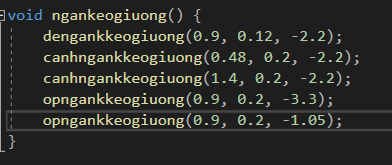 void ngankeogiuong() {
dengankkeogiuong(0.9, 0.12, -2.2);
canhngankkeogiuong(0.48, 0.2, -2.2);
canhngankkeogiuong(1.4, 0.2, -2.2);
opngankkeogiuong(0.9, 0.2, -3.3);
opngankkeogiuong(0.9, 0.2, -1.05);
}